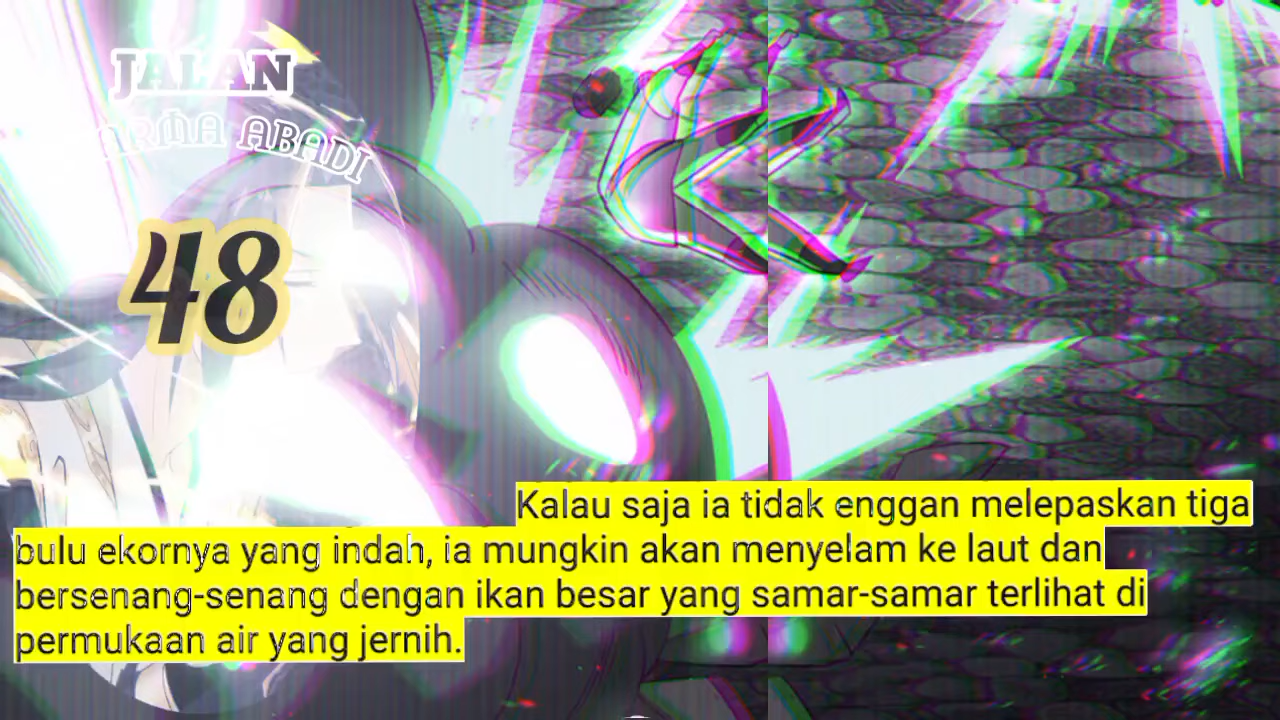 JALAN
ARMA ABADI
48
Kalau saja ia tidak enggan melepaskan tiga
bulu ekornya yang indah, ia mungkin akan menyelam ke laut dan
bersenang-senang dengan ikan besar yang samar-samar terlihat di
permukaan air yang jernih.